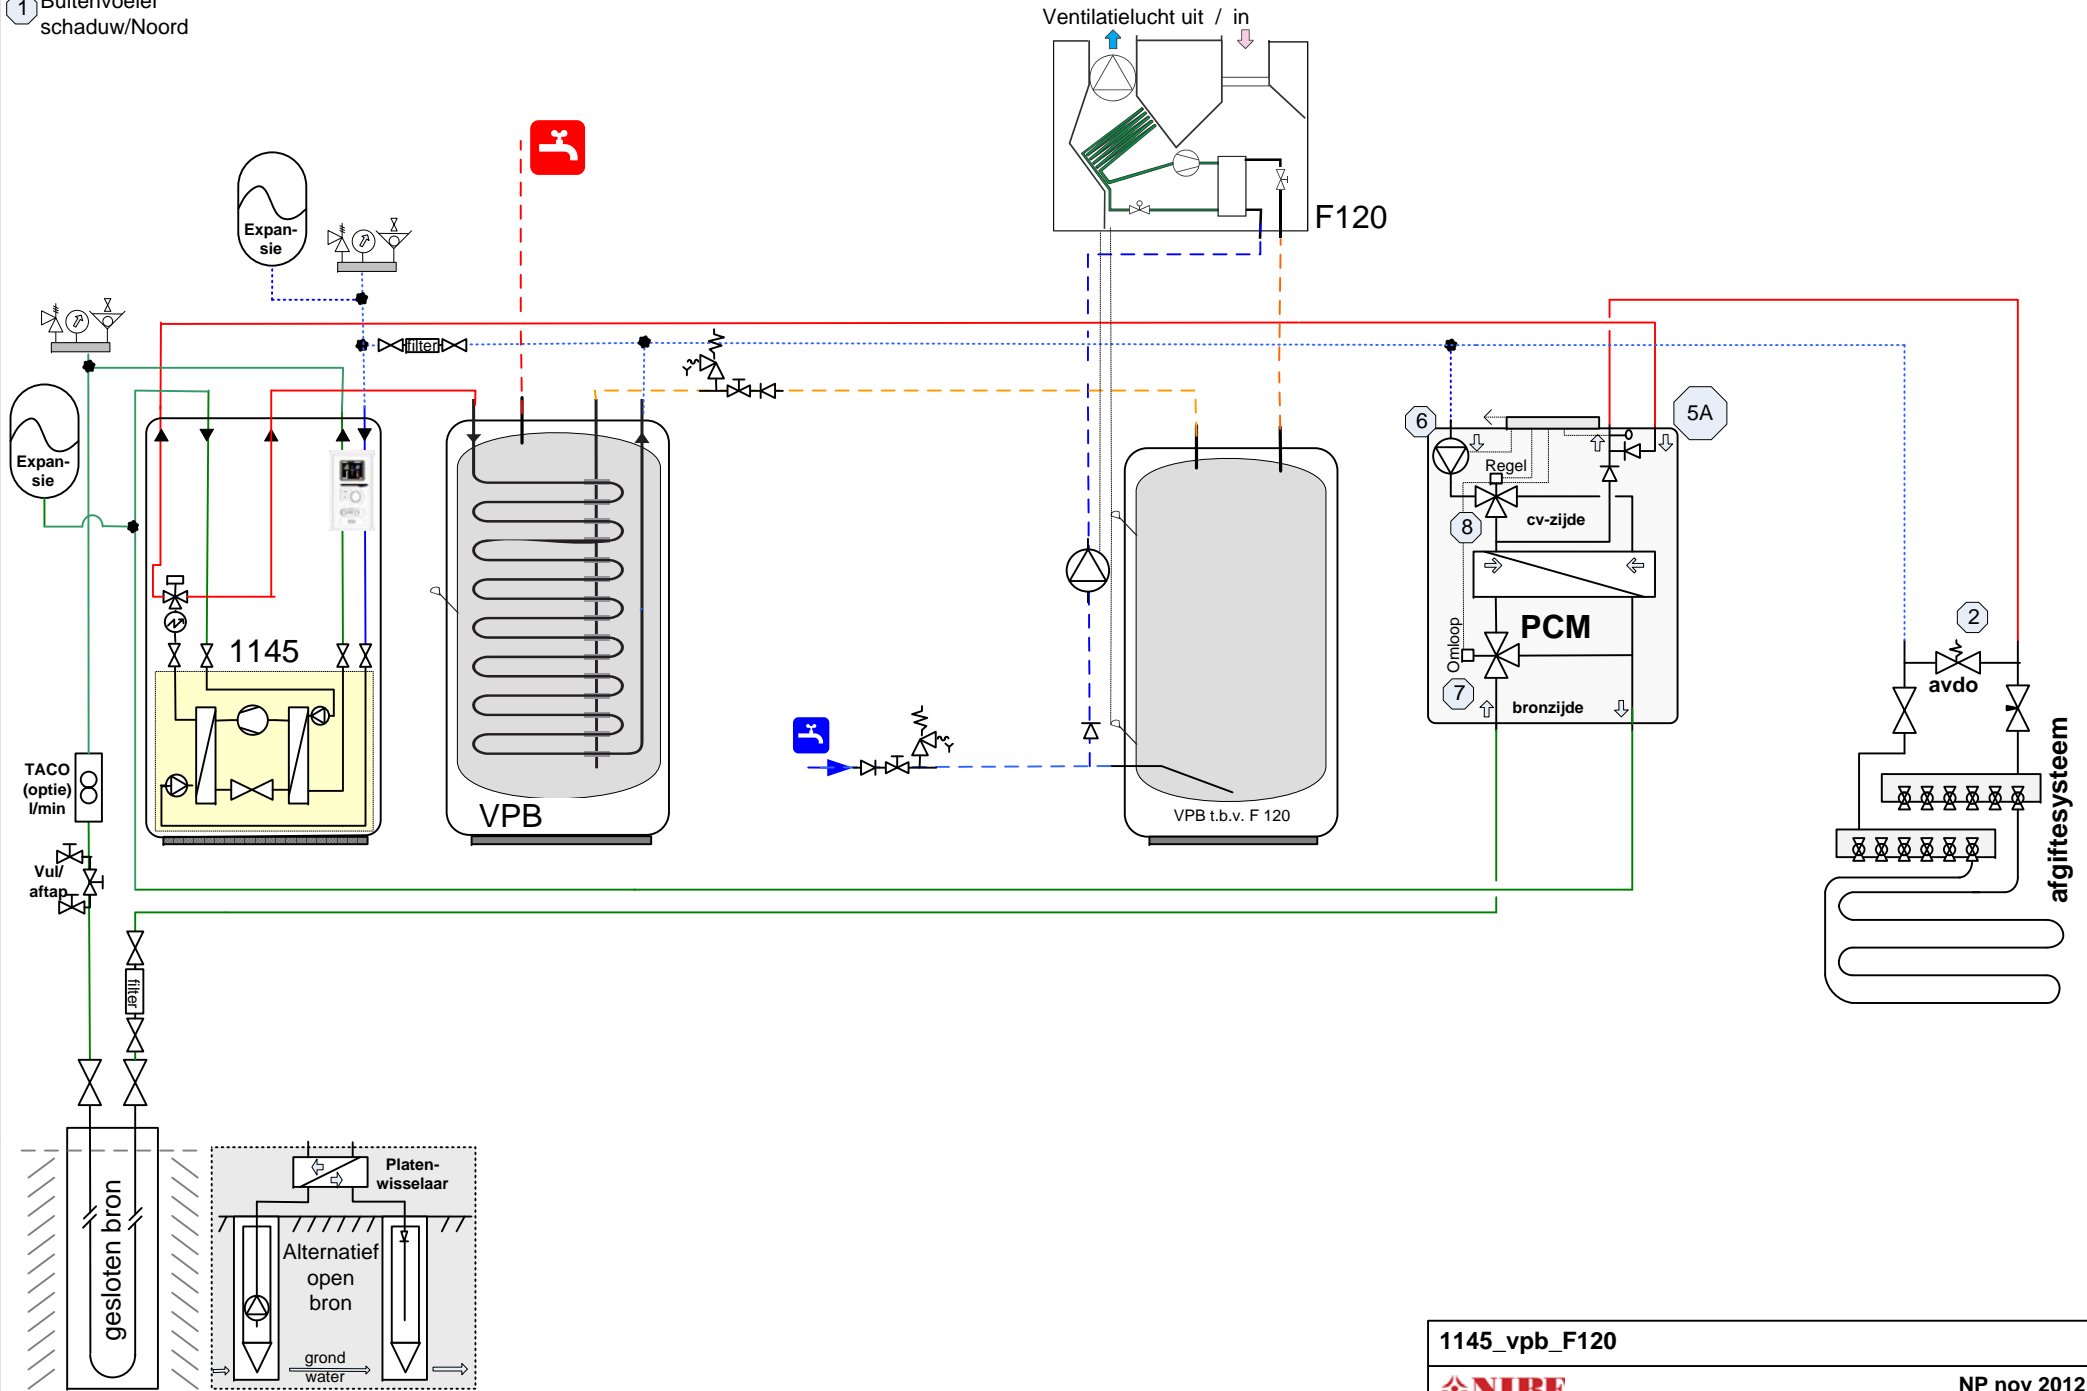 1
Buitenvoeler
schaduw/Noord
Ventilatielucht uit / in
F120
Expan-
sie
filter
Expan-
sie
1145
VPB
VPB t.b.v. F 120
5A
6
Regel
8
cv-zijde
PCM
Omloop
7
bronzijde
2
avdo
afgiftesysteem
TACO
(optie)
l/min
Vul/
aftap
filter
gesloten bron
Platen-
wisselaar
Alternatief
open
bron
grond
water
1145_vpb_F120
NIBE
NP nov 2012